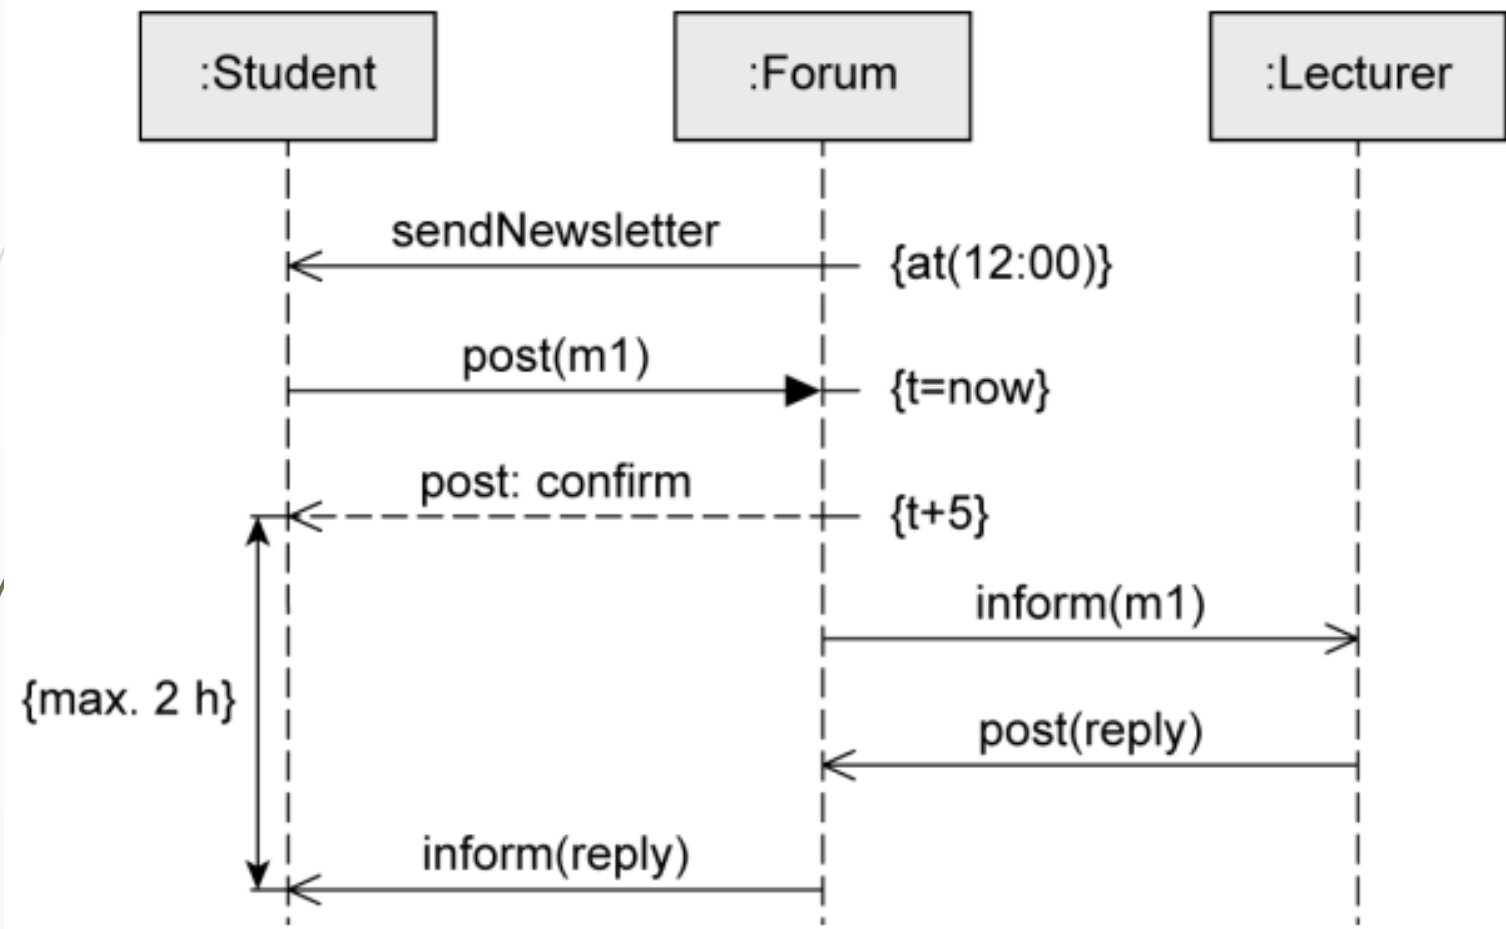 :Student
:Forum
:Lecturer
sendNewsletter
{at(12:00)}
post(m1)
{t=now}
post: confirm
{t+5}
inform(m1)
{max. 2 h}
post(reply)
inform(reply)